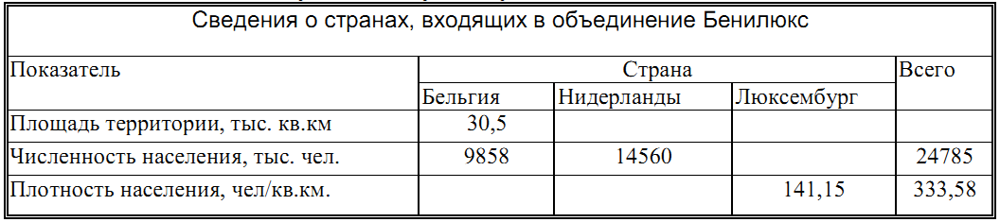 Сведения о странах, входящих в объединение Бенилюкс
Показатель Страна Всего
Бельгия Нидерланды Люксембург
Площадь территории, тыс. кв.км 30,5
Численность населения, тыс. чел. 9858 14560 24785
Плотность населения, чел/кв.км. 141,15 333,58